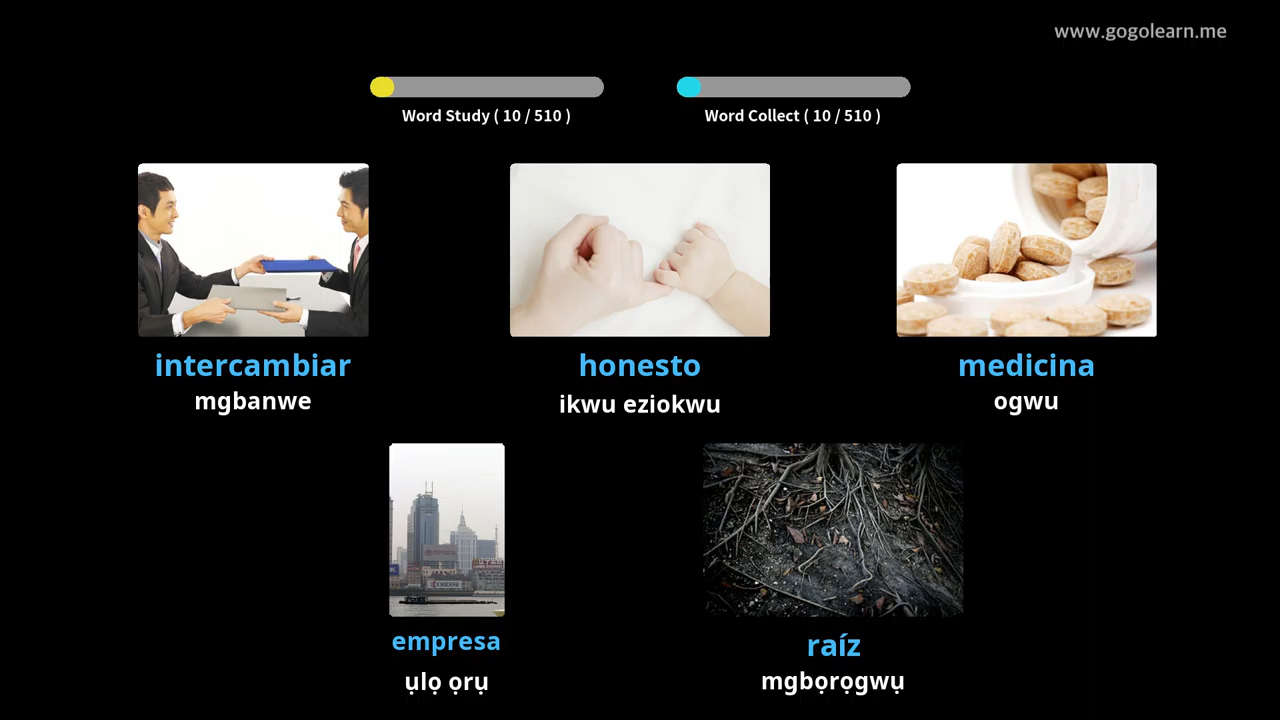 www.gogolearn.me
Word Study ( 10 / 510 )
Word Collect ( 10 / 510 )
intercambiar
mgbanwe
honesto
ikwu eziokwu
medicina
ogwu
TOYOTA
empresa
ụlọ ọrụ
raíz
mgbọrọgwụ